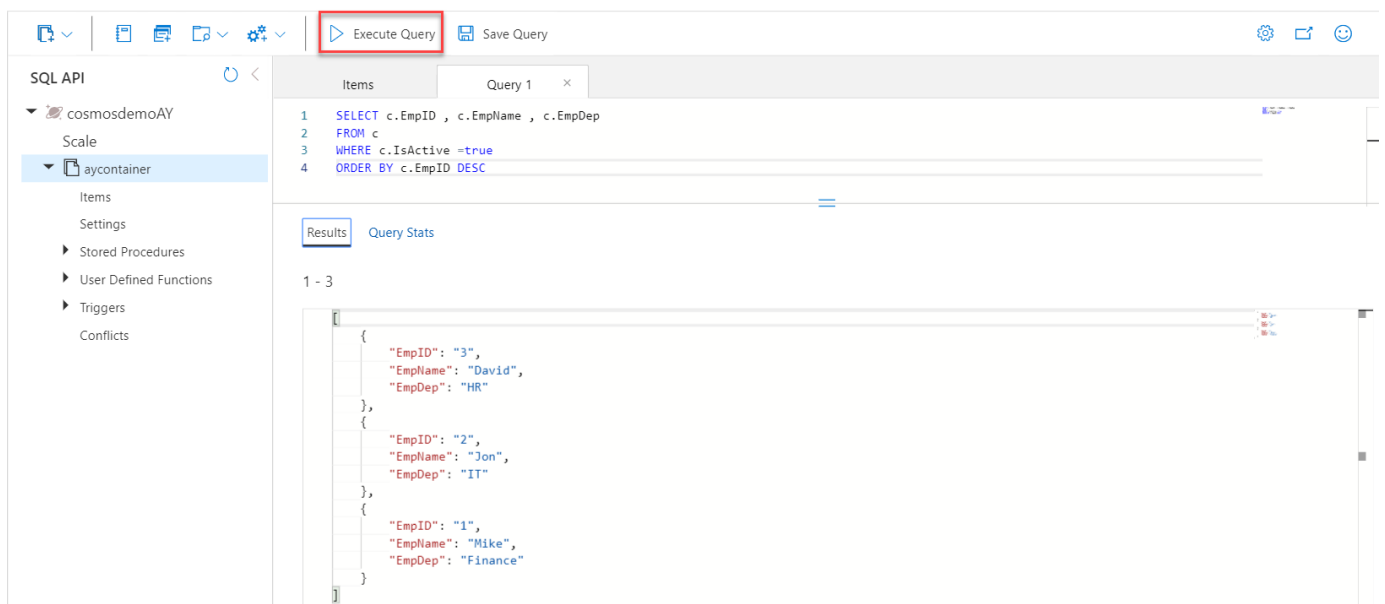 Execute Query Save Query
SQL API
cosmosdemoAY
Scale
aycontainer
Items
Settings
Stored Procedures
User Defined Functions
Triggers
Conflicts
Items Query 1
1 SELECT c.EmpID , c.EmpName , c.EmpDep
2 FROM c
3 WHERE c.IsActive =true
4 ORDER BY c.EmpID DESC
Results Query Stats
1 - 3
[
{
"EmpID": "3",
"EmpName": "David",
"EmpDep": "HR"
},
{
"EmpID": "2",
"EmpName": "Jon",
"EmpDep": "IT"
},
{
"EmpID": "1",
"EmpName": "Mike",
"EmpDep": "Finance"
}
]